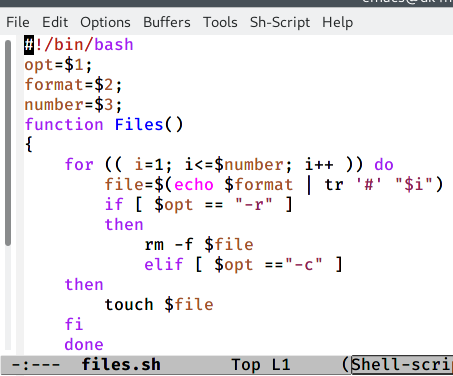 File Edit Options Buffers Tools Sh-Script Help
#!/bin/bash
opt=$1;
format=$2;
number=$3;
function Files()
{
    for (( i=1; i<=$number; i++ )) do
        file=$(echo $format | tr '#' "$i")
        if [ $opt == "-r" ]
        then
            rm -f $file
            elif [ $opt =="-c" ]
    then
        touch $file
    fi
    done
-:--- files.sh Top L1 (Shell-scrip